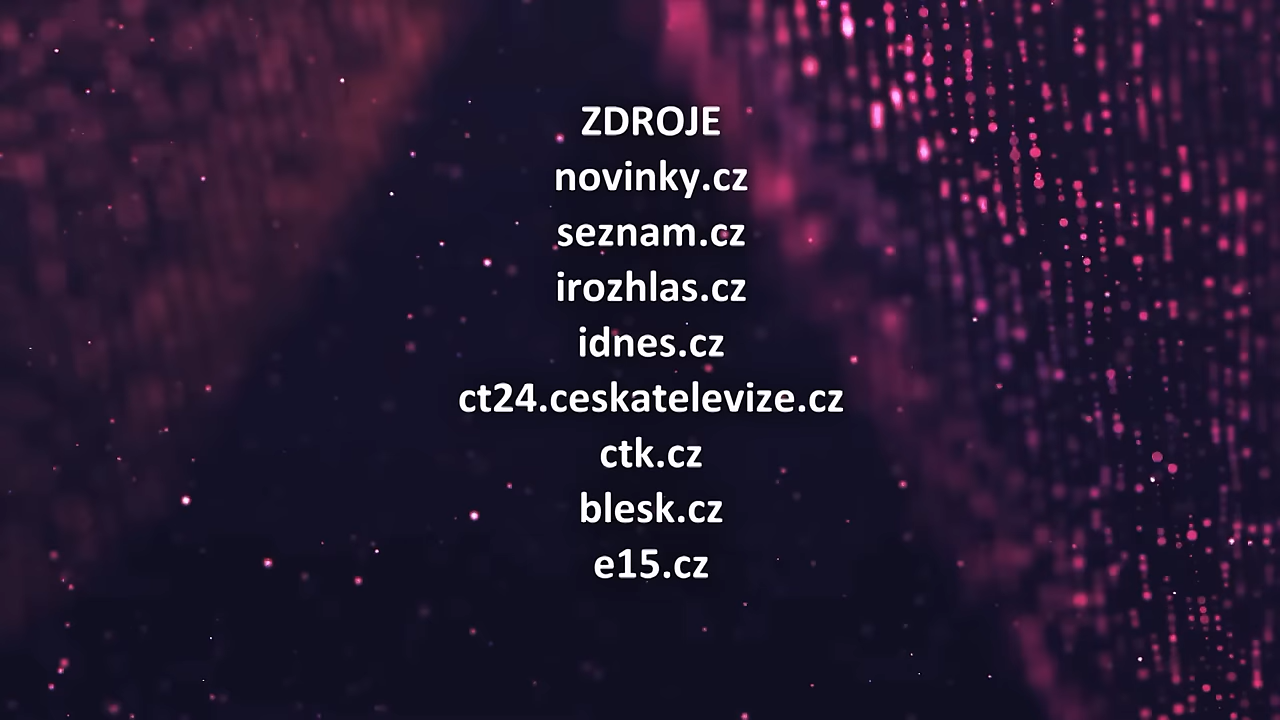 ZDROJE
novinky.cz
seznam.cz
irozhlas.cz
idnes.cz
ct24.ceskatelevize.cz
ctk.cz
blesk.cz
e15.cz